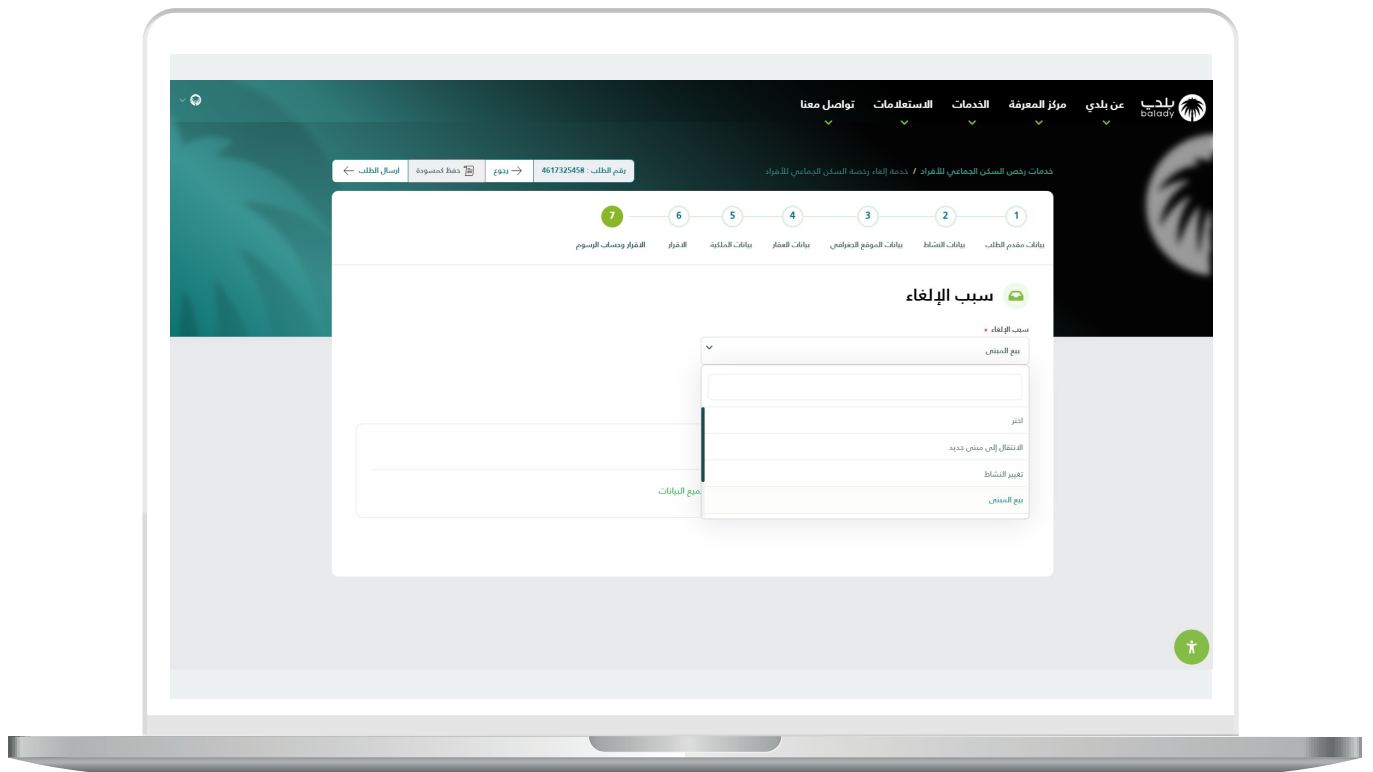 بلدي
balady
عن بلدي
مركز المعرفة
الخدمات
الاستعلامات
تواصل معنا
خدمات رخص السكن الجماعي للأفراد / خدمة إلغاء رخصة السكن الجماعي للأفراد
رقم الطلب : 4617325458
رجوع
حفظ كمسودة
ارسال الطلب
1 بيانات مقدم الطلب
2 بيانات النشاط
3 بيانات الموقع الجغرافي
4 بيانات العقار
5 بيانات الملكية
6 الاقرار
7 الاقرار وحساب الرسوم
سبب الإلغاء
سبب الإلغاء *
بيع المبنى
اختر
الانتقال إلى مبنى جديد
تغيير النشاط
بيع المبنى
البيانات